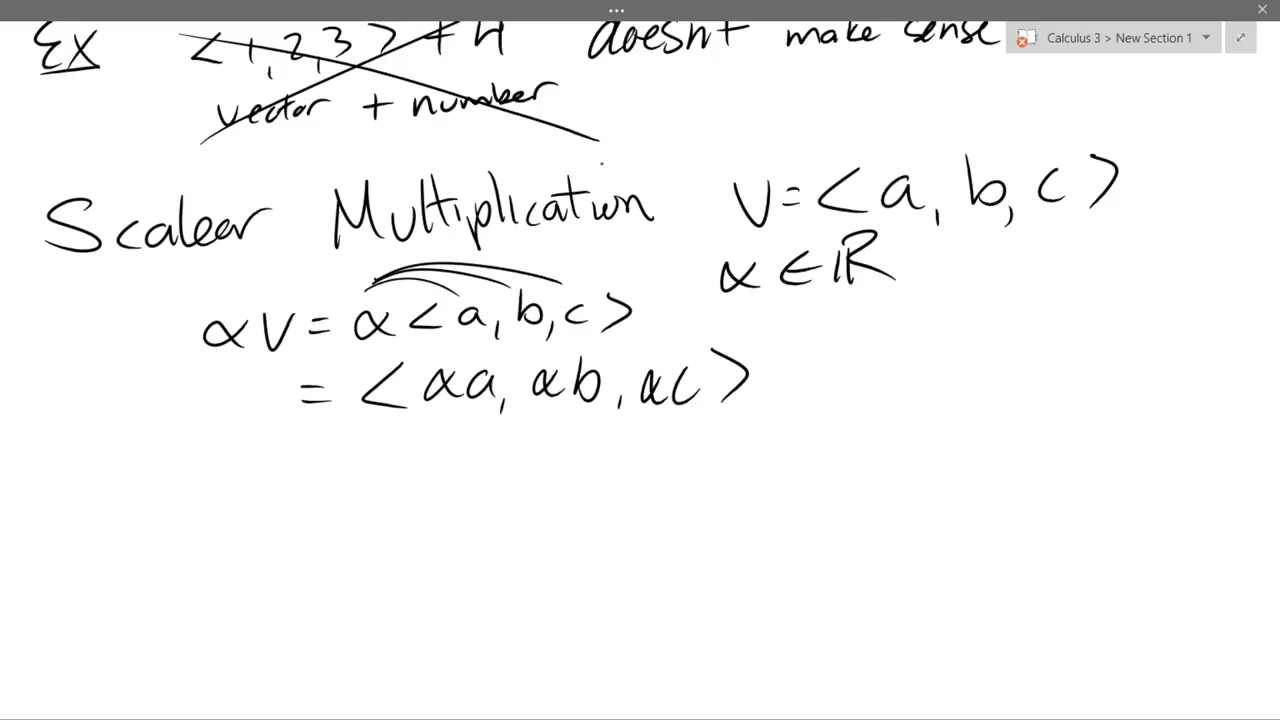 ...
Ex <1,2,3> + 4 doesn't make sense
Calculus 3 > New Section 1
vector + number
Scalear Multiplication V = <a, b, c>
α ∈ ℝ
αV = α<a, b, c>
= <αa, αb, αc>